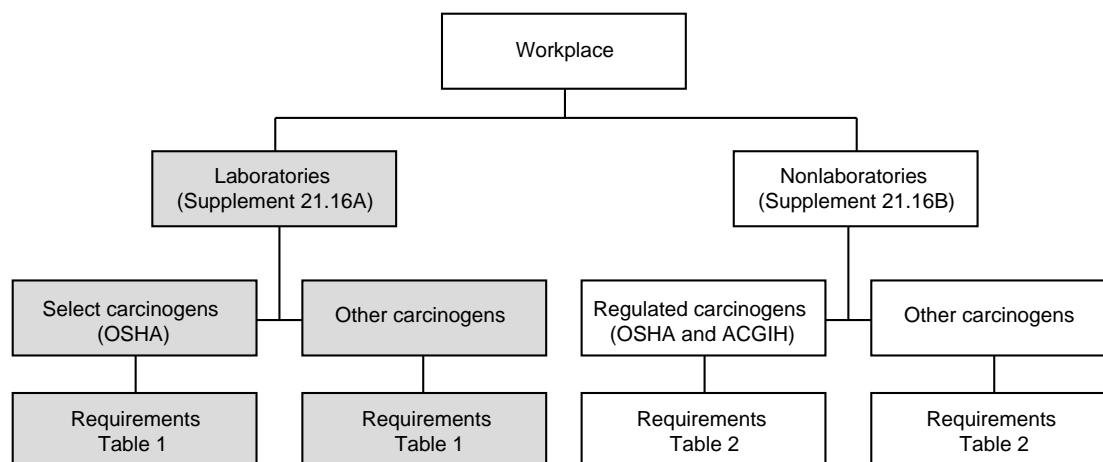 Workplace
Laboratories
(Supplement 21.16A)
Nonlaboratories
(Supplement 21.16B)
Select carcinogens
(OSHA)
Other carcinogens
Regulated carcinogens
(OSHA and ACGIH)
Other carcinogens
Requirements
Table 1
Requirements
Table 1
Requirements
Table 2
Requirements
Table 2